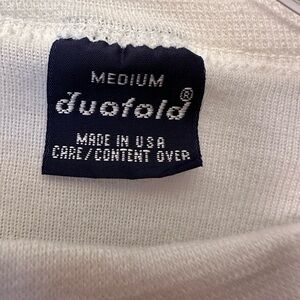 MEDIUM
duofold®
MADE IN USA
CARE/CONTENT OVER